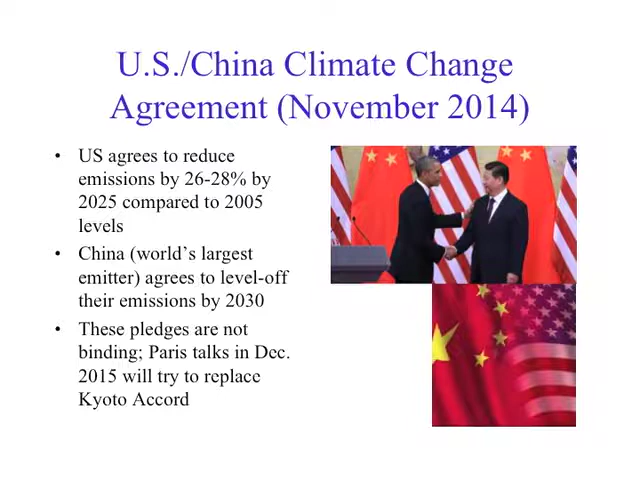 U.S./China Climate Change
Agreement (November 2014)
• US agrees to reduce
emissions by 26-28% by
2025 compared to 2005
levels
• China (world’s largest
emitter) agrees to level-off
their emissions by 2030
• These pledges are not
binding; Paris talks in Dec.
2015 will try to replace
Kyoto Accord